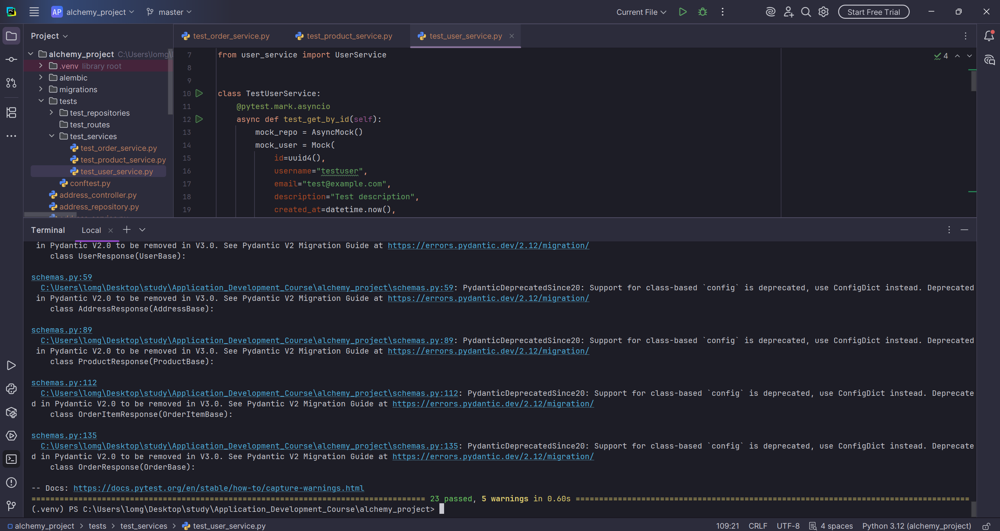 PC
AP alchemy_project master Current File Start Free Trial
Project
test_order_service.py test_product_service.py test_user_service.py
alchemy_project C:\Users\lomg\
.venv library root
alembic
migrations
tests
test_repositories
test_routes
test_services
test_order_service.py
test_product_service.py
test_user_service.py
conftest.py
address_controller.py
address_repository.py
4
7 from user_service import UserService
8
9
10 class TestUserService:
11 @pytest.mark.asyncio
12 async def test_get_by_id(self):
13 mock_repo = AsyncMock()
14 mock_user = Mock(
15 id=uuid4(),
16 username="testuser",
17 email="test@example.com",
18 description="Test description",
19 created_at=datetime.now(),
Terminal Local
in Pydantic V2.0 to be removed in V3.0. See Pydantic V2 Migration Guide at https://errors.pydantic.dev/2.12/migration/
class UserResponse(UserBase):
schemas.py:59
C:\Users\lomg\Desktop\study\Application_Development_Course\alchemy_project\schemas.py:59: PydanticDeprecatedSince20: Support for class-based `config` is deprecated, use ConfigDict instead. Deprecated
in Pydantic V2.0 to be removed in V3.0. See Pydantic V2 Migration Guide at https://errors.pydantic.dev/2.12/migration/
class AddressResponse(AddressBase):
schemas.py:89
C:\Users\lomg\Desktop\study\Application_Development_Course\alchemy_project\schemas.py:89: PydanticDeprecatedSince20: Support for class-based `config` is deprecated, use ConfigDict instead. Deprecated
in Pydantic V2.0 to be removed in V3.0. See Pydantic V2 Migration Guide at https://errors.pydantic.dev/2.12/migration/
class ProductResponse(ProductBase):
schemas.py:112
C:\Users\lomg\Desktop\study\Application_Development_Course\alchemy_project\schemas.py:112: PydanticDeprecatedSince20: Support for class-based `config` is deprecated, use ConfigDict instead. Deprecate
d in Pydantic V2.0 to be removed in V3.0. See Pydantic V2 Migration Guide at https://errors.pydantic.dev/2.12/migration/
class OrderItemResponse(OrderItemBase):
schemas.py:135
C:\Users\lomg\Desktop\study\Application_Development_Course\alchemy_project\schemas.py:135: PydanticDeprecatedSince20: Support for class-based `config` is deprecated, use ConfigDict instead. Deprecate
d in Pydantic V2.0 to be removed in V3.0. See Pydantic V2 Migration Guide at https://errors.pydantic.dev/2.12/migration/
class OrderResponse(OrderBase):
-- Docs: https://docs.pytest.org/en/stable/how-to/capture-warnings.html
==================================================================================== 23 passed, 5 warnings in 0.60s ====================================================================================
(.venv) PS C:\Users\lomg\Desktop\study\Application_Development_Course\alchemy_project>
alchemy_project > tests > test_services > test_user_service.py 109:21 CRLF UTF-8 4 spaces Python 3.12 (alchemy_project)